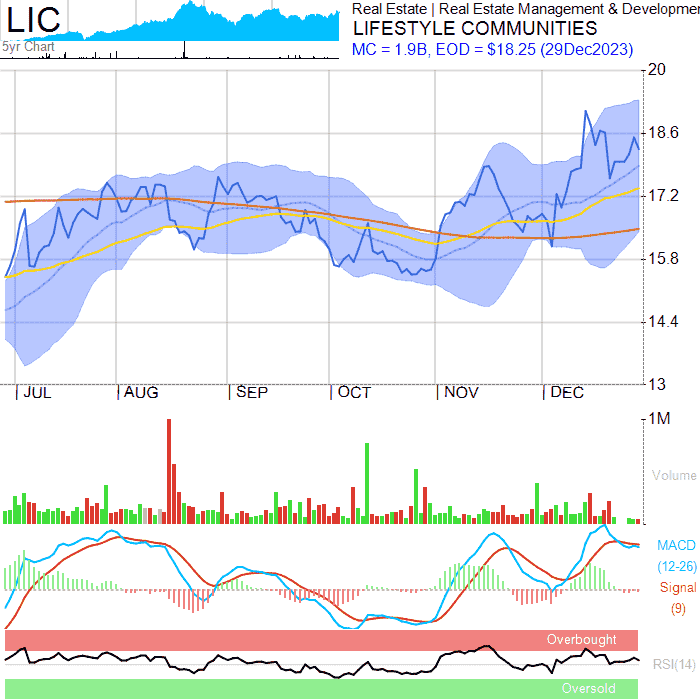 LIC
5yr Chart
Real Estate | Real Estate Management & Developmen
LIFESTYLE COMMUNITIES
MC = 1.9B, EOD = $18.25 (29Dec2023)
20
18.6
17.2
15.8
14.4
13
| JUL | AUG | SEP | OCT | NOV | DEC
1M
Volume
MACD
(12-26)
Signal
(9)
Overbought
RSI(14)
Oversold